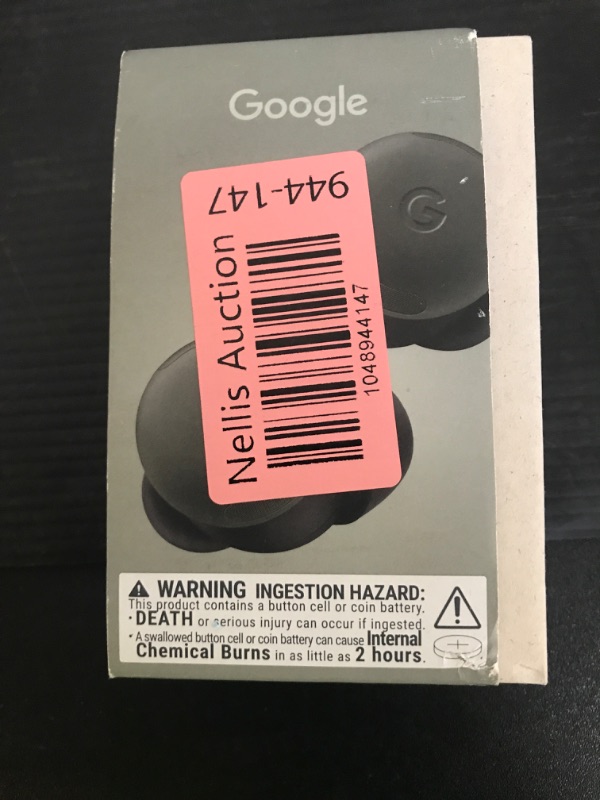 Google
G
944-147
Nellis Auction
1048944147
WARNING INGESTION HAZARD:
This product contains a button cell or coin battery.
• DEATH or serious injury can occur if ingested.
• A swallowed button cell or coin battery can cause Internal
Chemical Burns in as little as 2 hours.